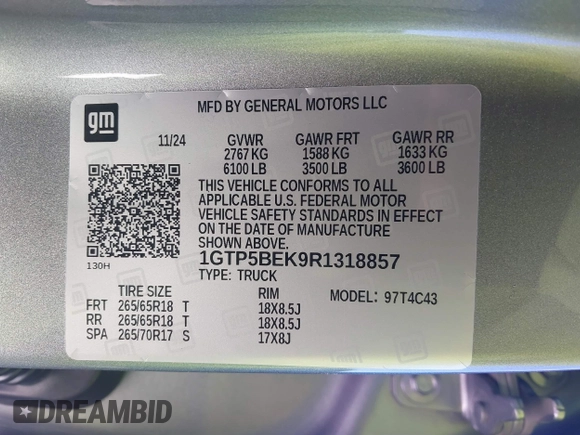 gm
MFD BY GENERAL MOTORS LLC
11/24 GVWR GAWR FRT GAWR RR
2767 KG 1588 KG 1633 KG
6100 LB 3500 LB 3600 LB
THIS VEHICLE CONFORMS TO ALL
APPLICABLE U.S. FEDERAL MOTOR
VEHICLE SAFETY STANDARDS IN EFFECT
ON THE DATE OF MANUFACTURE
SHOWN ABOVE.
130H
1GTP5BEK9R1318857
TYPE: TRUCK
TIRE SIZE RIM MODEL: 97T4C43
FRT 265/65R18 T 18X8.5J
RR 265/65R18 T 18X8.5J
SPA 265/70R17 S 17X8J
DREAMBID